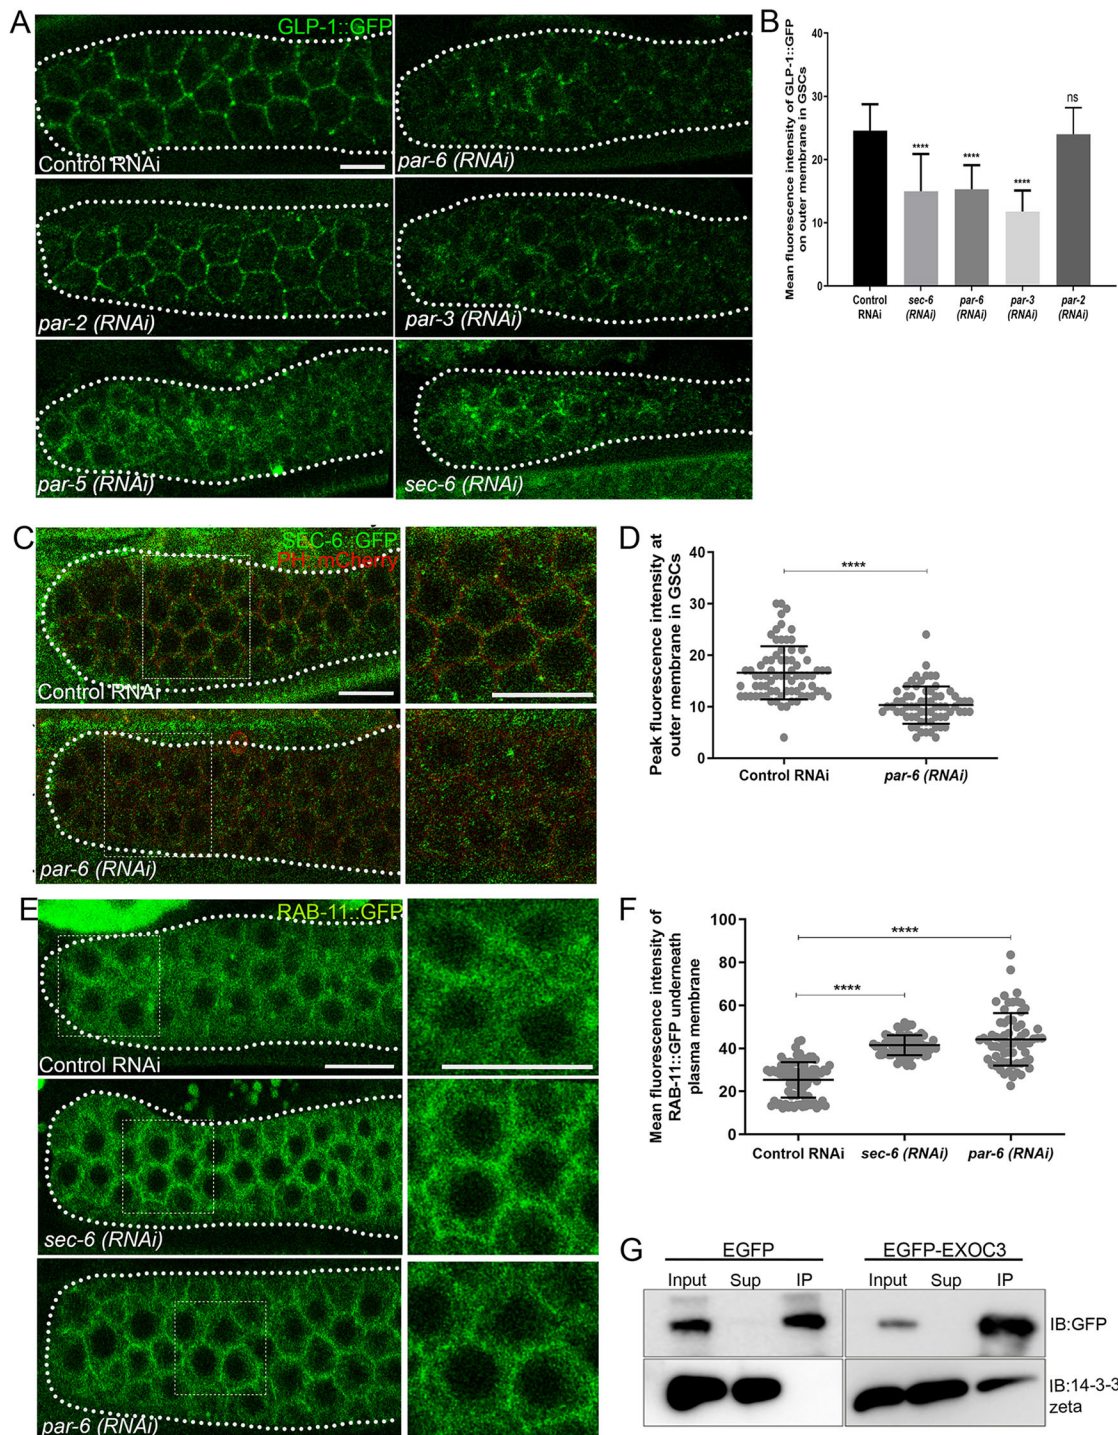 A
GLP-1::GFP
Control RNAi
par-6 (RNAi)
par-2 (RNAi)
par-3 (RNAi)
par-5 (RNAi)
sec-6 (RNAi)
B
Mean fluorescence intensity of GLP-1::GFP
on outer membrane in GSCs
40
30
20
10
0
**** **** **** ns
Control RNAi
sec-6 (RNAi)
par-6 (RNAi)
par-3 (RNAi)
par-2 (RNAi)
C
SEC-6::GFP
PH::mCherry
Control RNAi
par-6 (RNAi)
D
Peak fluorescence intensity at
outer membrane in GSCs
40
30
20
10
0
****
Control RNAi
par-6 (RNAi)
E
RAB-11::GFP
Control RNAi
sec-6 (RNAi)
par-6 (RNAi)
F
Mean fluorescence intensity of
RAB-11::GFP underneath
plasma membrane
100
80
60
40
20
0
****
****
Control RNAi
sec-6 (RNAi)
par-6 (RNAi)
G
EGFP
EGFP-EXOC3
Input Sup IP
Input Sup IP
IB:GFP
IB:14-3-3
zeta